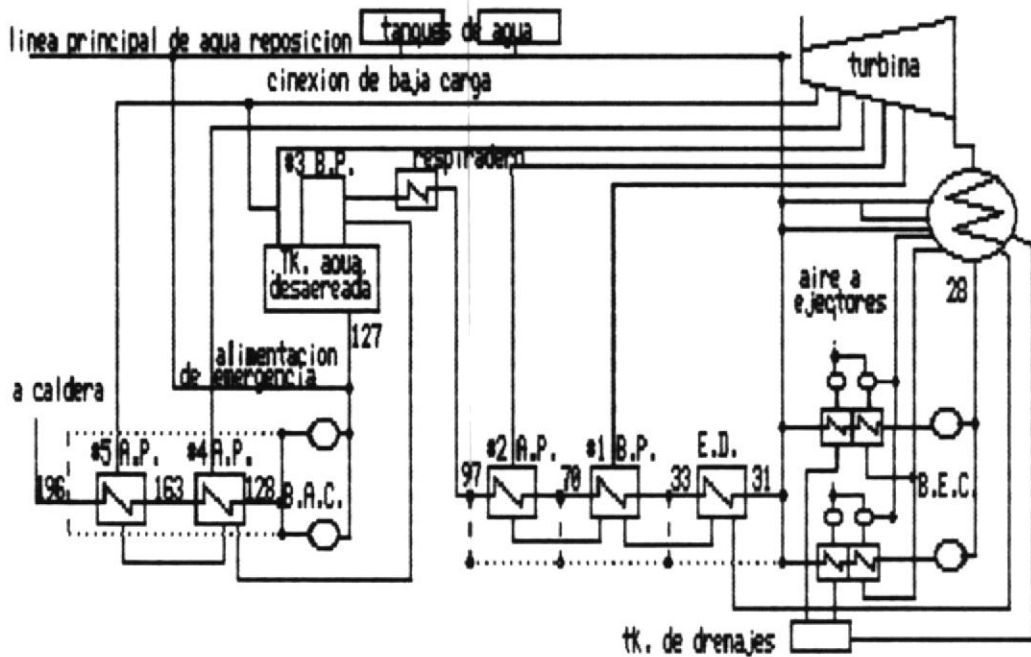 tanques de agua
linea principal de aqua reposicion
turbina
cinexion de baja carga
respiradero
#3 B.P.
TK. aqua
desaereada
aire a
ejectores
28
127
alimentacion
de emergencia
a caldera
#5 A.P.
#4 A.P.
#2 A.P.
#1 B.P.
E.D.
196
163
128
B.A.C.
97
70
33
31
B.E.C.
tk. de drenajes